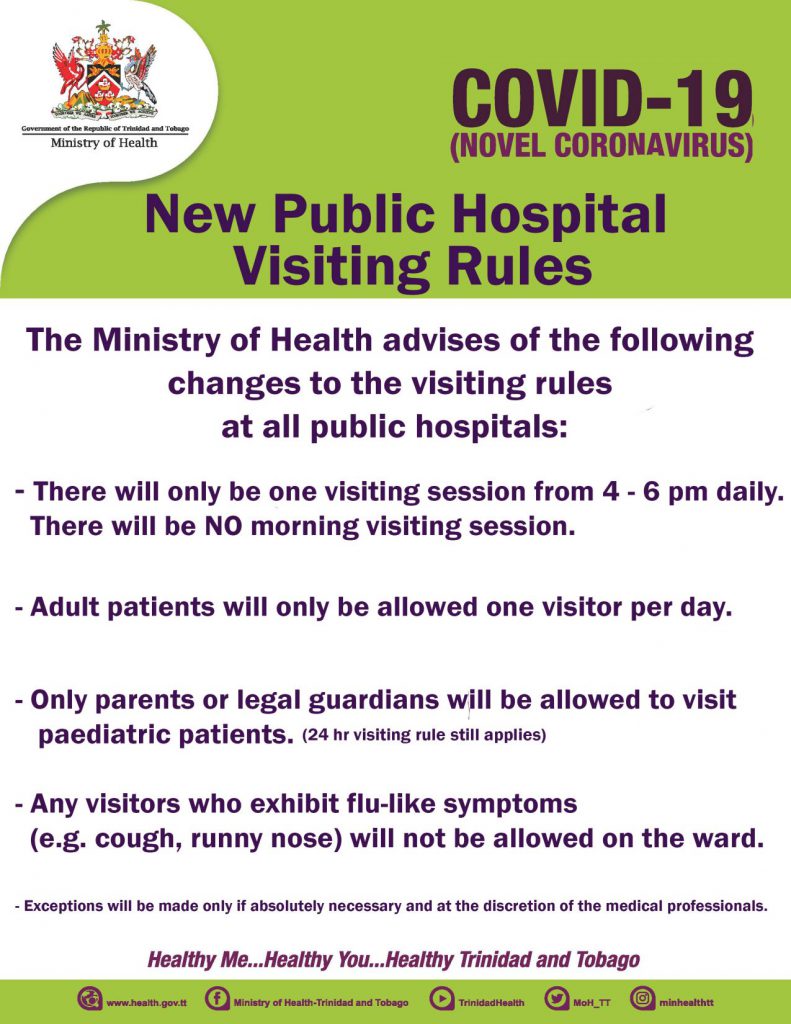 Government of the Republic of Trinidad and Tobago
Ministry of Health
COVID-19
(NOVEL CORONAVIRUS)
New Public Hospital
Visiting Rules
The Ministry of Health advises of the following
changes to the visiting rules
at all public hospitals:
- There will only be one visiting session from 4 - 6 pm daily.
There will be NO morning visiting session.
- Adult patients will only be allowed one visitor per day.
- Only parents or legal guardians will be allowed to visit
paediatric patients. (24 hr visiting rule still applies)
- Any visitors who exhibit flu-like symptoms
(e.g. cough, runny nose) will not be allowed on the ward.
- Exceptions will be made only if absolutely necessary and at the discretion of the medical professionals.
Healthy Me...Healthy You...Healthy Trinidad and Tobago
www.health.gov.tt Ministry of Health-Trinidad and Tobago TrinidadHealth MoH_TT minhealthtt